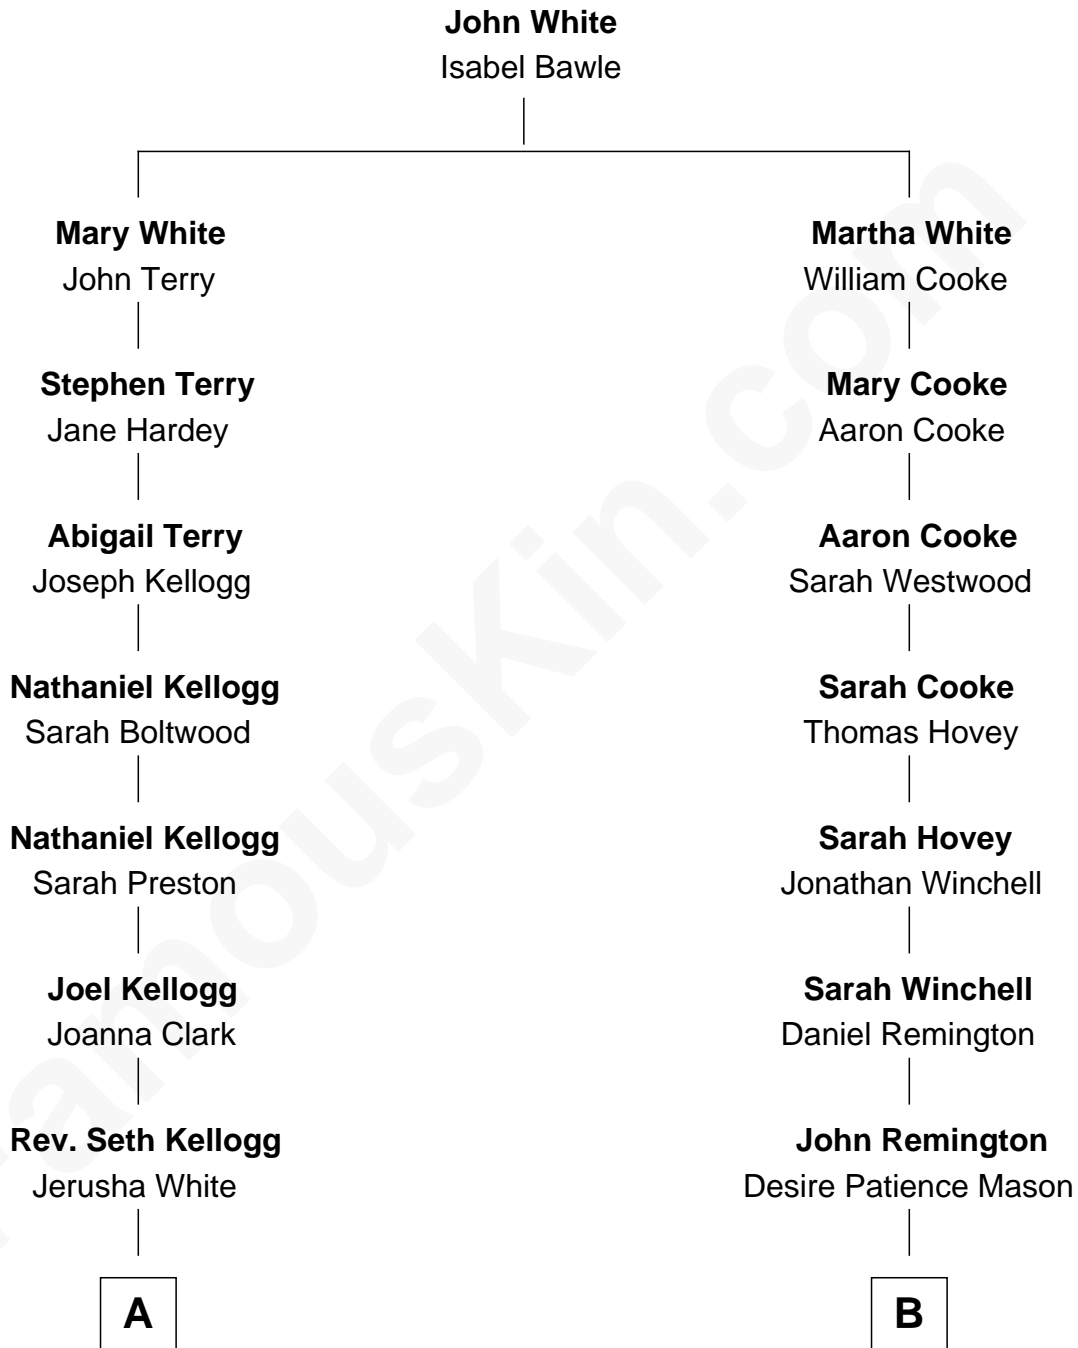 John White
Isabel Bawle
Mary White
John Terry
Martha White
William Cooke
Stephen Terry
Jane Hardey
Mary Cooke
Aaron Cooke
Abigail Terry
Joseph Kellogg
Aaron Cooke
Sarah Westwood
Nathaniel Kellogg
Sarah Boltwood
Sarah Cooke
Thomas Hovey
Nathaniel Kellogg
Sarah Preston
Sarah Hovey
Jonathan Winchell
Joel Kellogg
Joanna Clark
Sarah Winchell
Daniel Remington
Rev. Seth Kellogg
Jerusha White
John Remington
Desire Patience Mason
A
B
FamousKin.com